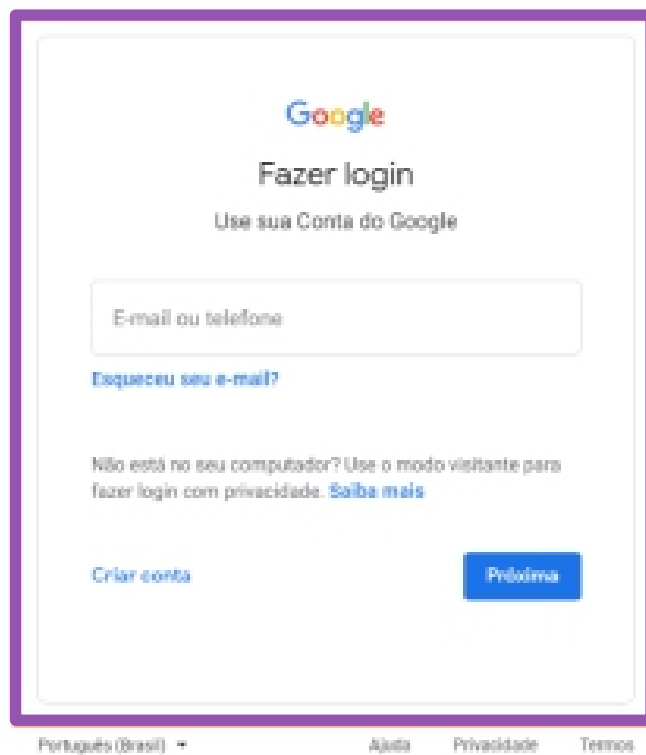 Google
Fazer login
Use sua Conta do Google
E-mail ou telefone
Esqueceu seu e-mail?
Não está no seu computador? Use o modo visitante para
fazer login com privacidade. Saiba mais
Criar conta Próxima
Português (Brasil) Ajuda Privacidade Termos